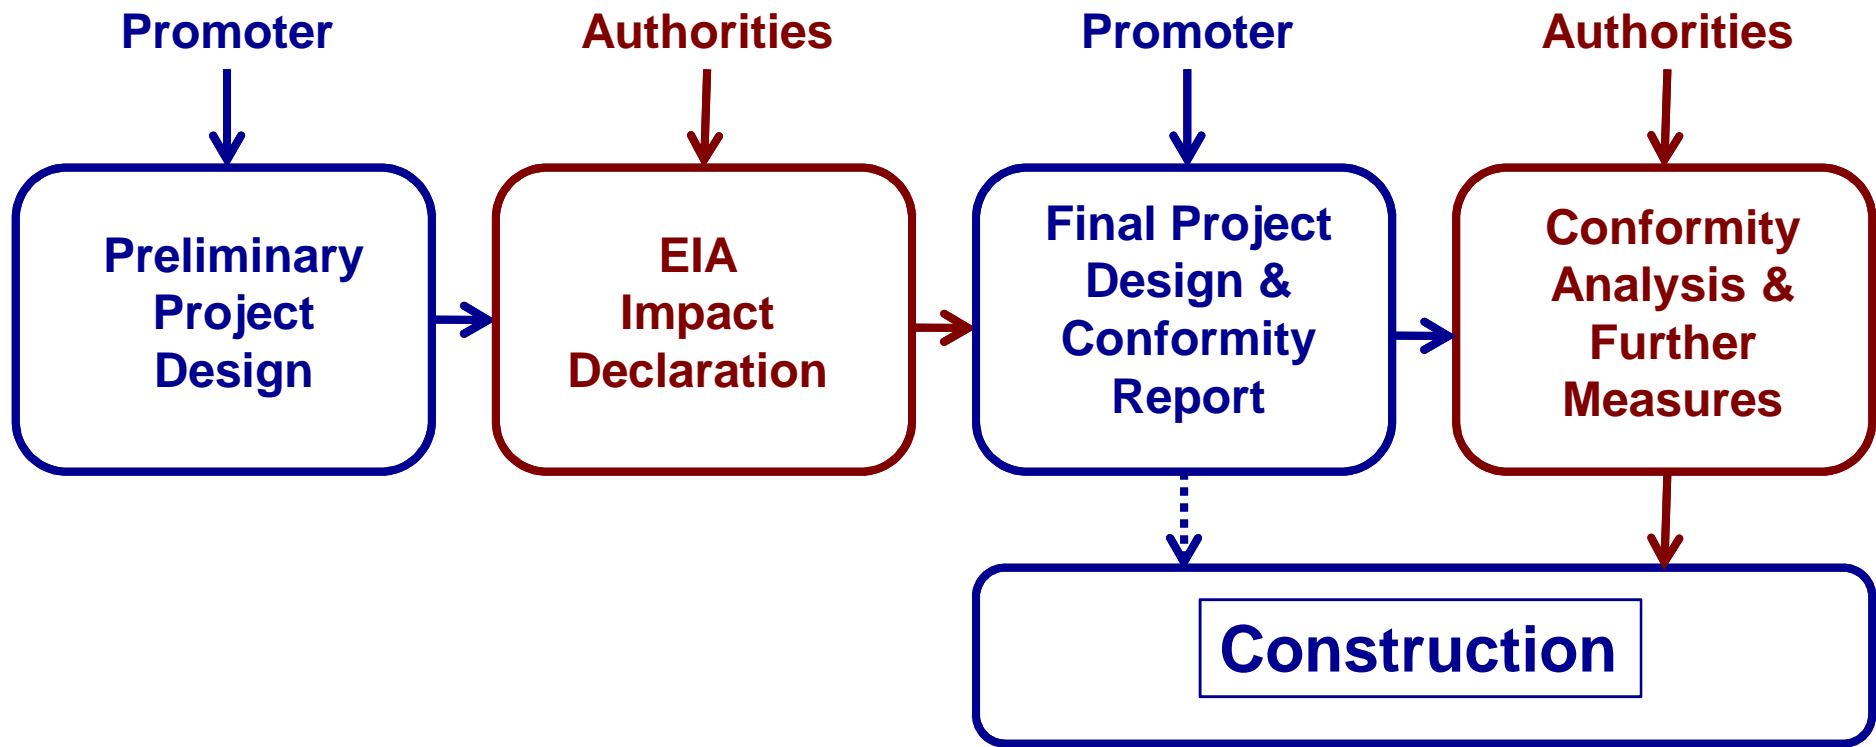 Promoter
Authorities
Promoter
Authorities
Preliminary
Project
Design
EIA
Impact
Declaration
Final Project
Design &
Conformity
Report
Conformity
Analysis &
Further
Measures
Construction